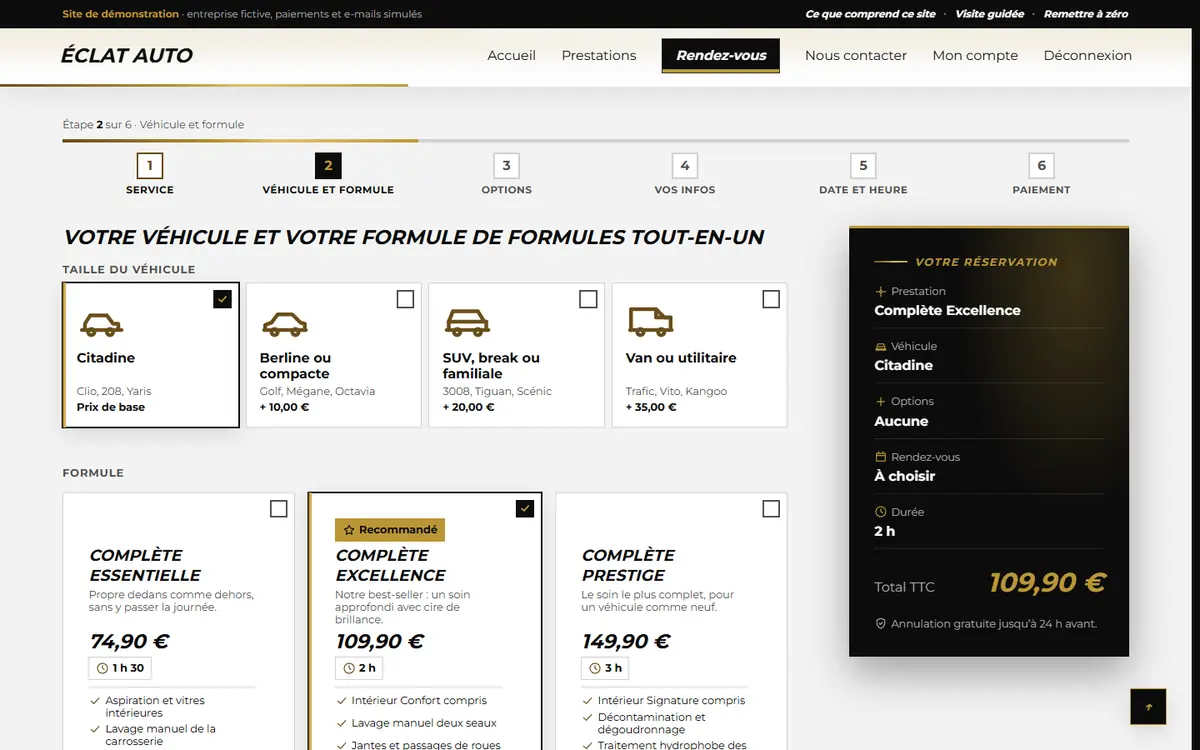 Site de démonstration · entreprise fictive, paiements et e-mails simulés
Ce que comprend ce site · Visite guidée · Remettre à zéro
ÉCLAT AUTO
Accueil
Prestations
Rendez-vous
Nous contacter
Mon compte
Déconnexion
Étape 2 sur 6 · Véhicule et formule
1
SERVICE
2
VÉHICULE ET FORMULE
3
OPTIONS
4
VOS INFOS
5
DATE ET HEURE
6
PAIEMENT
VOTRE VÉHICULE ET VOTRE FORMULE DE FORMULES TOUT-EN-UN
TAILLE DU VÉHICULE
Citadine
Clio, 208, Yaris
Prix de base
Berline ou
compacte
Golf, Mégane, Octavia
+ 10,00 €
SUV, break ou
familiale
3008, Tiguan, Scénic
+ 20,00 €
Van ou utilitaire
Trafic, Vito, Kangoo
+ 35,00 €
FORMULE
COMPLÈTE
ESSENTIELLE
Propre dedans comme dehors,
sans y passer la journée.
74,90 €
1 h 30
Aspiration et vitres
intérieures
Lavage manuel de la
carrosserie
Recommandé
COMPLÈTE
EXCELLENCE
Notre best-seller : un soin
approfondi avec cire de
brillance.
109,90 €
2 h
Intérieur Confort compris
Lavage manuel deux seaux
Jantes et passages de roues
COMPLÈTE
PRESTIGE
Le soin le plus complet, pour
un véhicule comme neuf.
149,90 €
3 h
Intérieur Signature compris
Décontamination et
dégoudronnage
Traitement hydrophobe des
VOTRE RÉSERVATION
Prestation
Complète Excellence
Véhicule
Citadine
Options
Aucune
Rendez-vous
À choisir
Durée
2 h
Total TTC
109,90 €
Annulation gratuite jusqu'à 24 h avant.